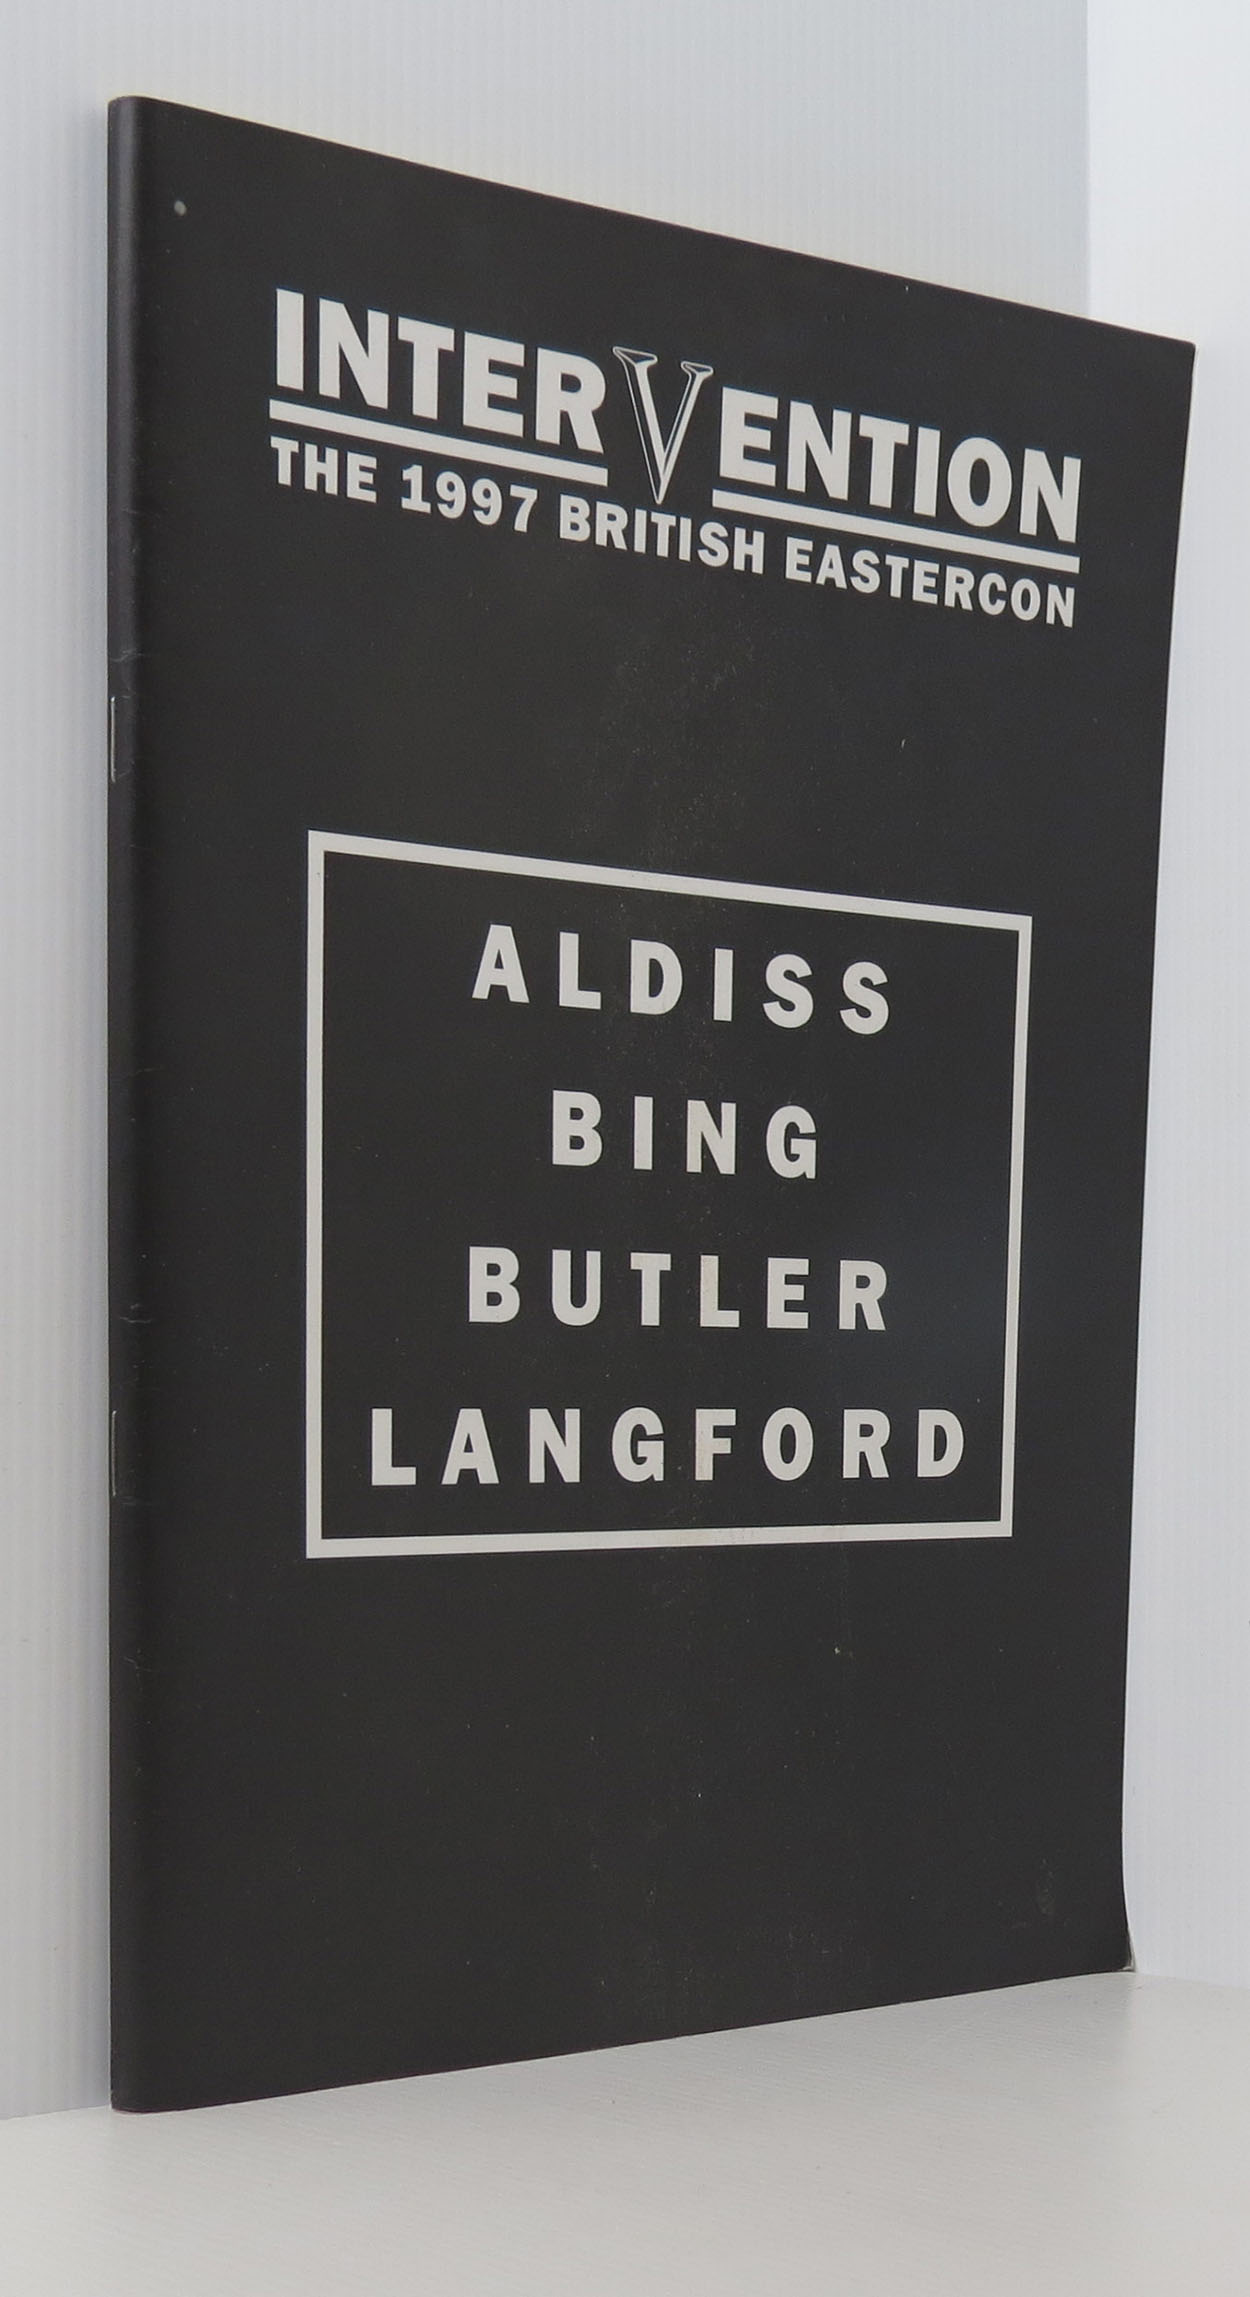 INTERVENTION
THE 1997 BRITISH EASTERCON
ALDISS
BING
BUTLER
LANGFORD